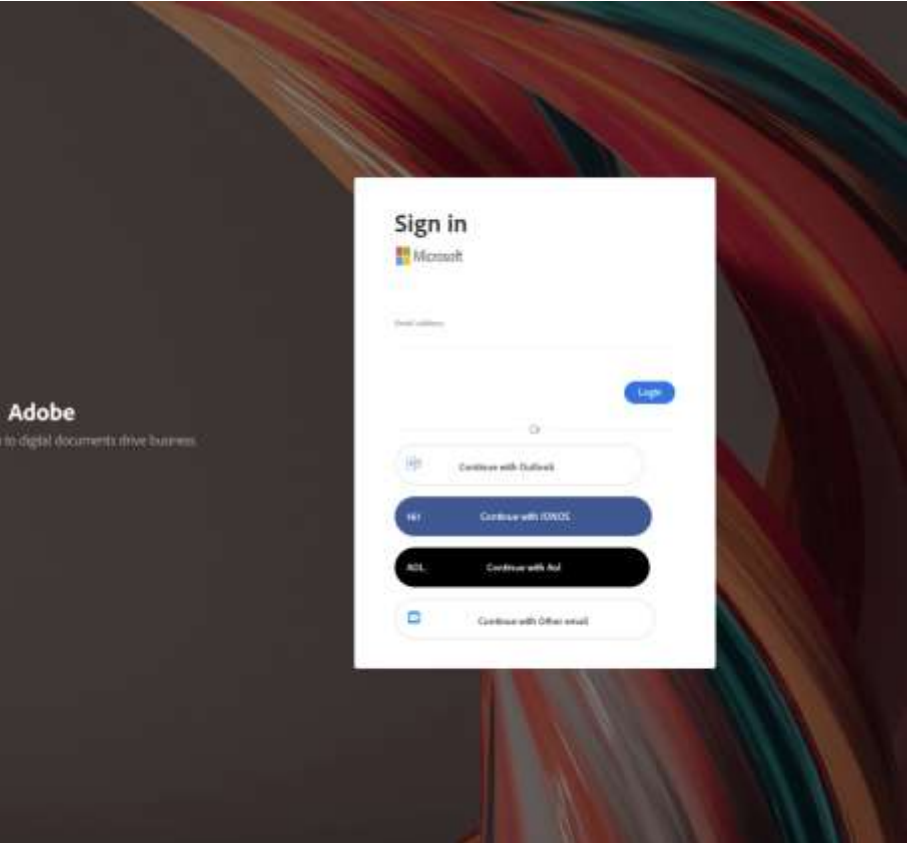 Sign in
Microsoft
Email address
Login
Or
Adobe
to digital documents drive business.
Continue with Outlook
161
Continue with IONOS
AOL.
Continue with Aol
Continue with Other email